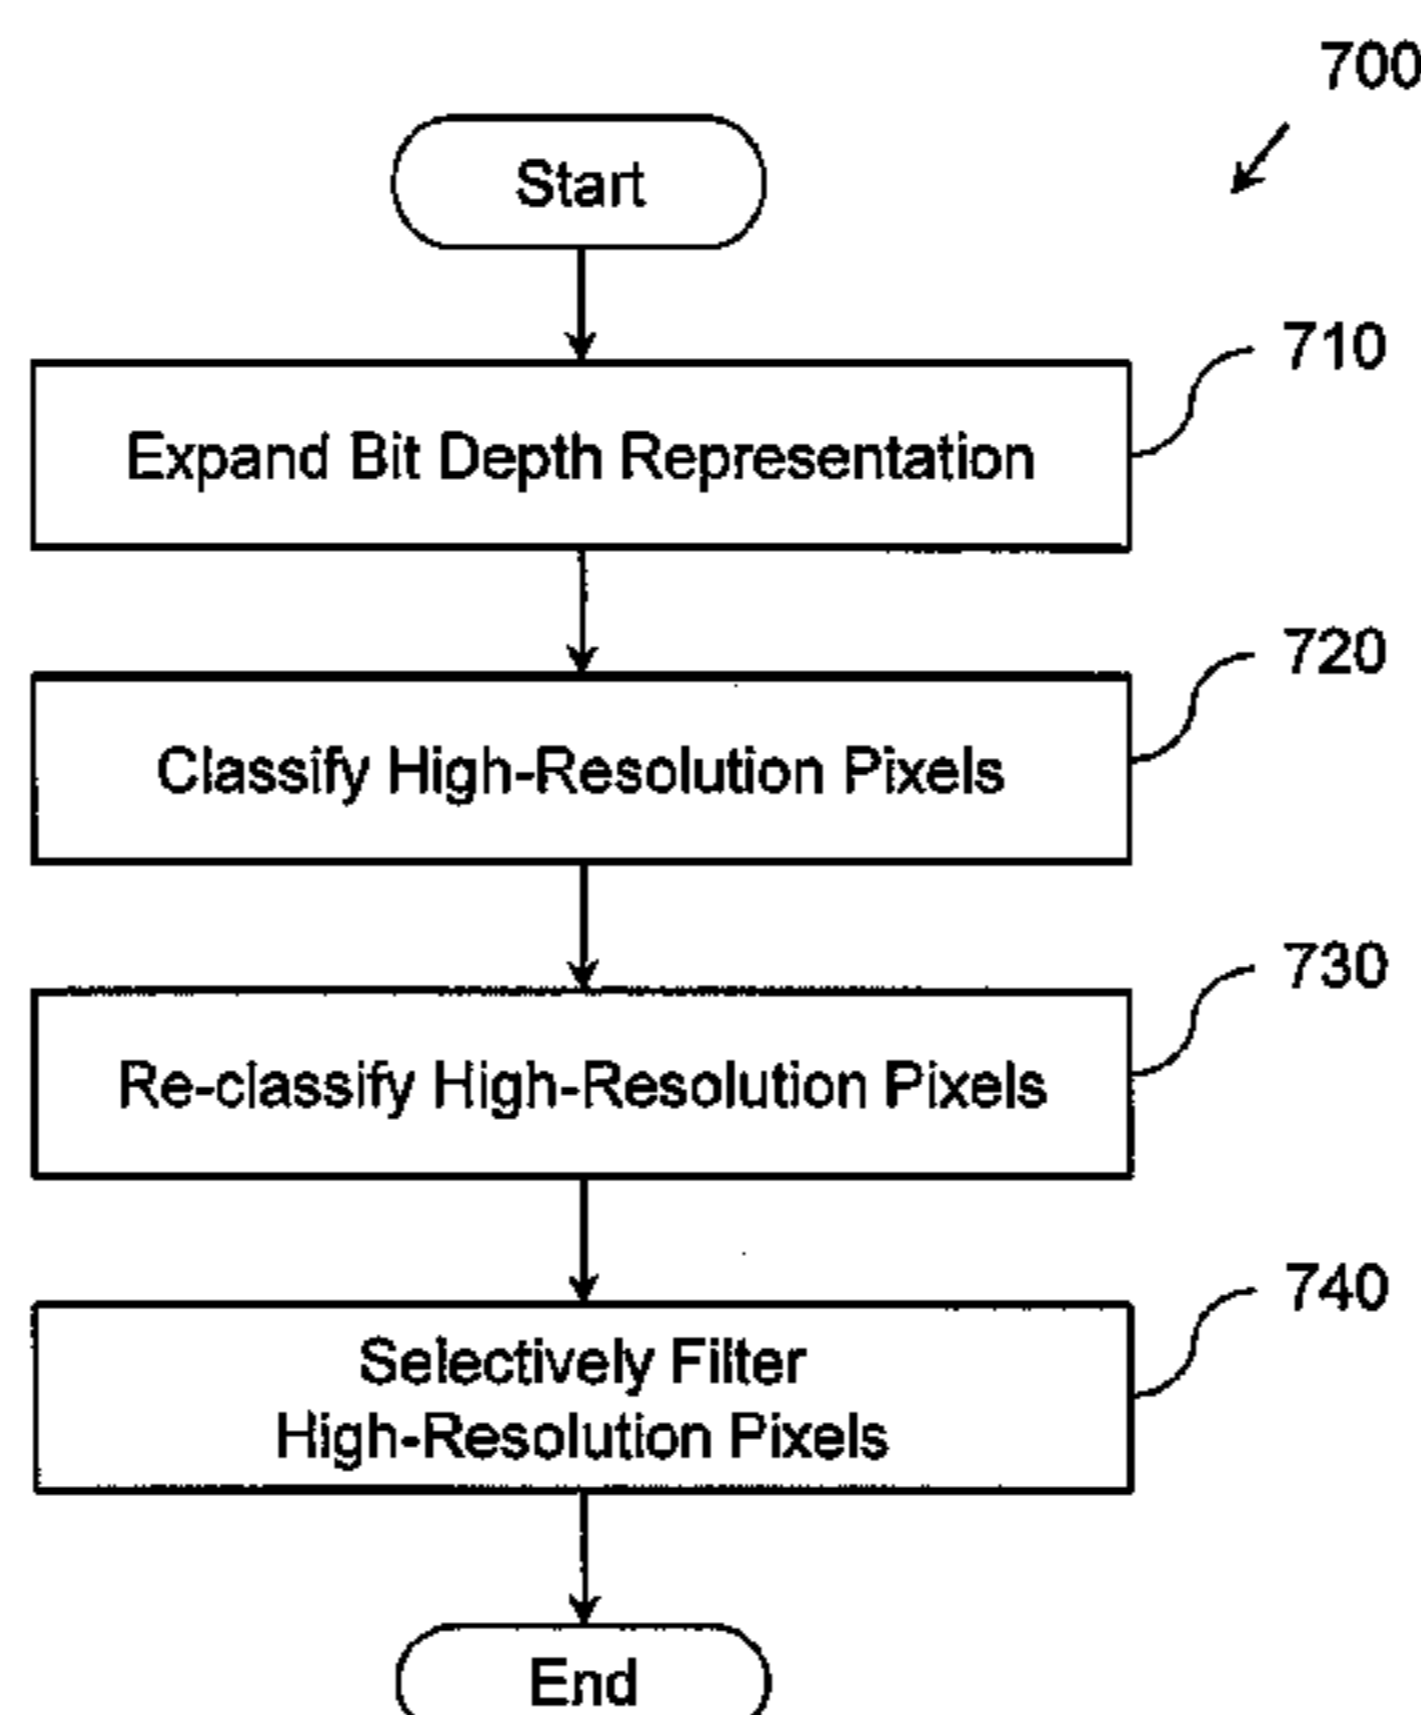 700
Start
710
Expand Bit Depth Representation
720
Classify High-Resolution Pixels
730
Re-classify High-Resolution Pixels
740
Selectively Filter
High-Resolution Pixels
End